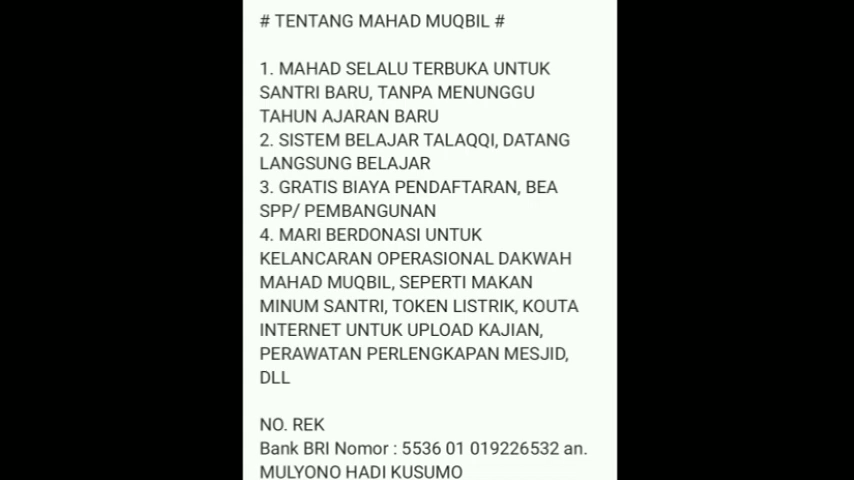 # TENTANG MAHAD MUQBIL #
1. MAHAD SELALU TERBUKA UNTUK
SANTRI BARU, TANPA MENUNGGU
TAHUN AJARAN BARU
2. SISTEM BELAJAR TALAQQI, DATANG
LANGSUNG BELAJAR
3. GRATIS BIAYA PENDAFTARAN, BEA
SPP/ PEMBANGUNAN
4. MARI BERDONASI UNTUK
KELANCARAN OPERASIONAL DAKWAH
MAHAD MUQBIL, SEPERTI MAKAN
MINUM SANTRI, TOKEN LISTRIK, KOUTA
INTERNET UNTUK UPLOAD KAJIAN,
PERAWATAN PERLENGKAPAN MESJID,
DLL
NO. REK
Bank BRI Nomor : 5536 01 019226532 an.
MULYONO HADI KUSUMO